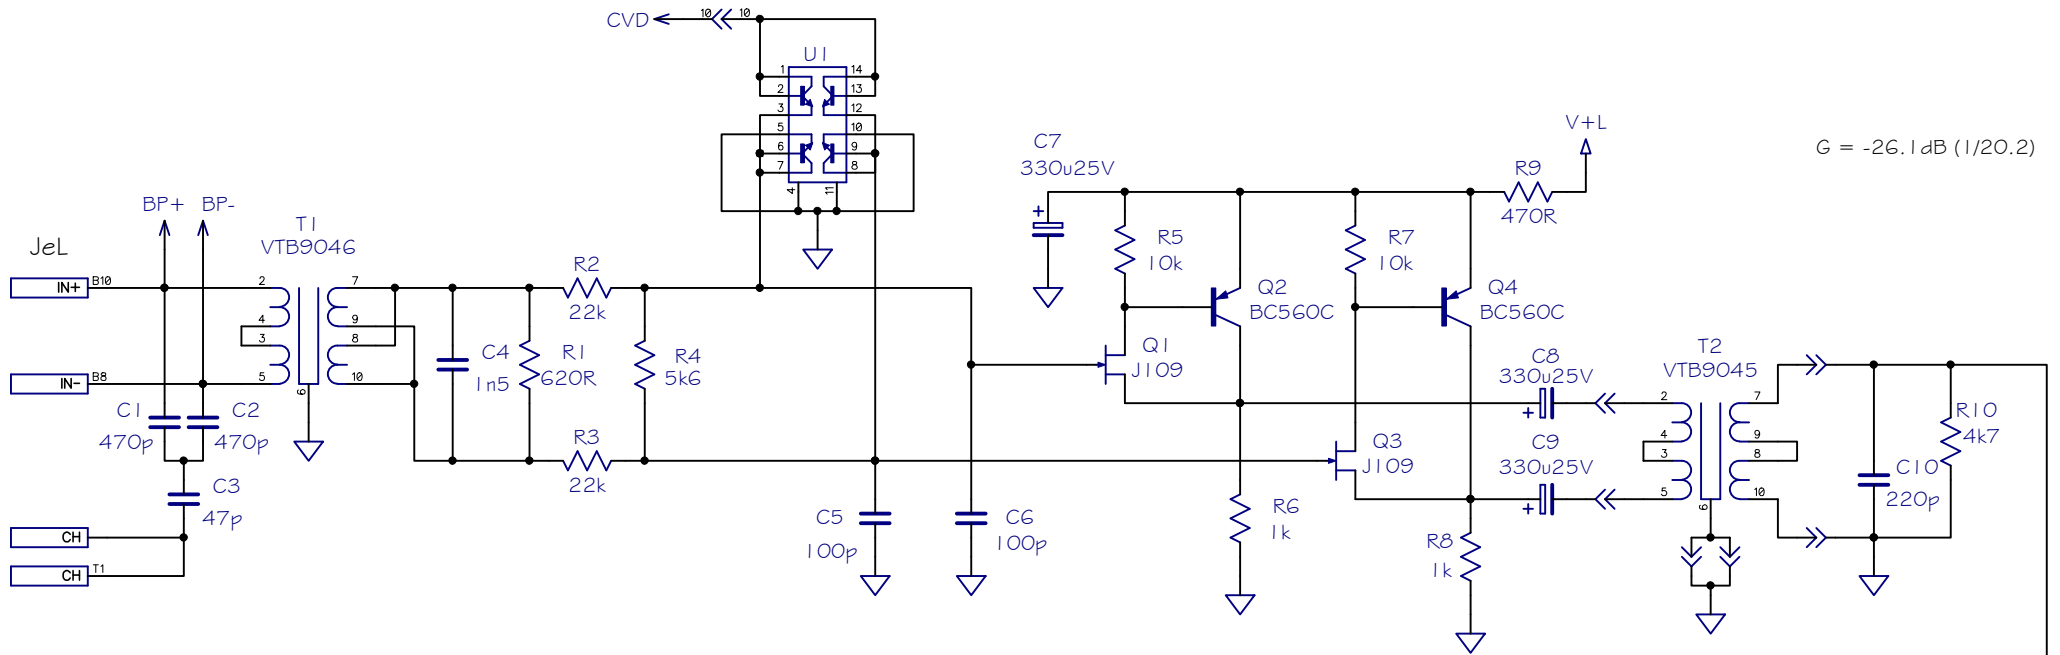 CVD
10 10
U1
1 14
2 13
3 12
5 10
6 9
7 8
4 11
C7
330u25V
V+L
G = -26.1dB (1/20.2)
R9
470R
BP+ BP-
T1
VTB9046
JeL
IN+ B10
2 7
4 9
3 8
5 10
6
IN- B8
C1
470p
C2
470p
C3
47p
CH
CH T1
C4
1n5
R1
620R
R2
22k
R3
22k
R4
5k6
C5
100p
C6
100p
R5
10k
Q2
BC560C
R7
10k
Q4
BC560C
Q1
J109
Q3
J109
R6
1k
R8
1k
C8
330u25V
C9
330u25V
T2
VTB9045
2 7
4 9
3 8
5 10
6
R10
4k7
C10
220p